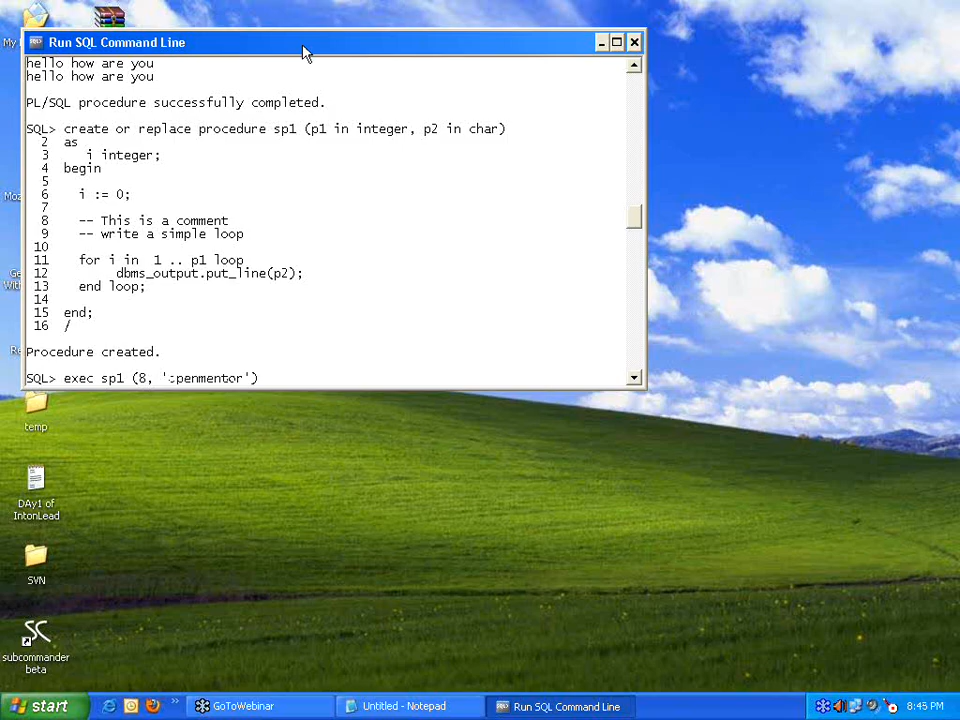 Run SQL Command Line
hello how are you
hello how are you
PL/SQL procedure successfully completed.
SQL> create or replace procedure sp1 (p1 in integer, p2 in char)
2 as
3 i integer;
4 begin
5
6 i := 0;
7
8 -- This is a comment
9 -- write a simple loop
10
11 for i in 1 .. p1 loop
12 dbms_output.put_line(p2);
13 end loop;
14
15 end;
16 /
Procedure created.
SQL> exec sp1 (8, 'openmentor')
temp
DAy1 of
IntonLead
SVN
subcommander
beta
start
GoToWebinar
Untitled - Notepad
Run SQL Command Line
8:45 PM